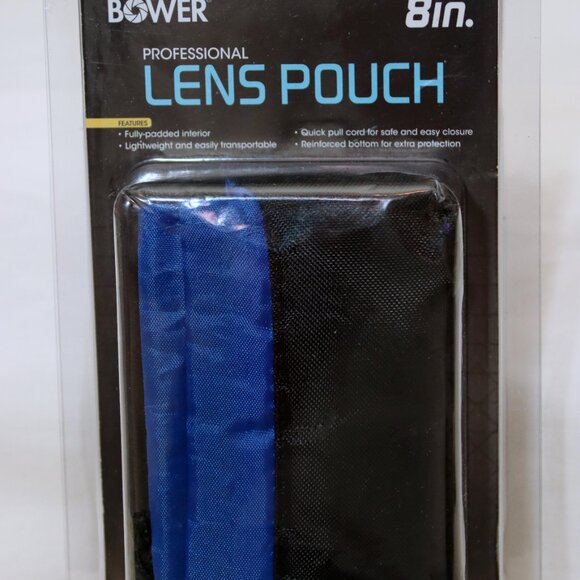 BOWER
8in.
PROFESSIONAL
LENS POUCH
FEATURES
• Fully-padded interior
• Lightweight and easily transportable
• Quick pull cord for safe and easy closure
• Reinforced bottom for extra protection